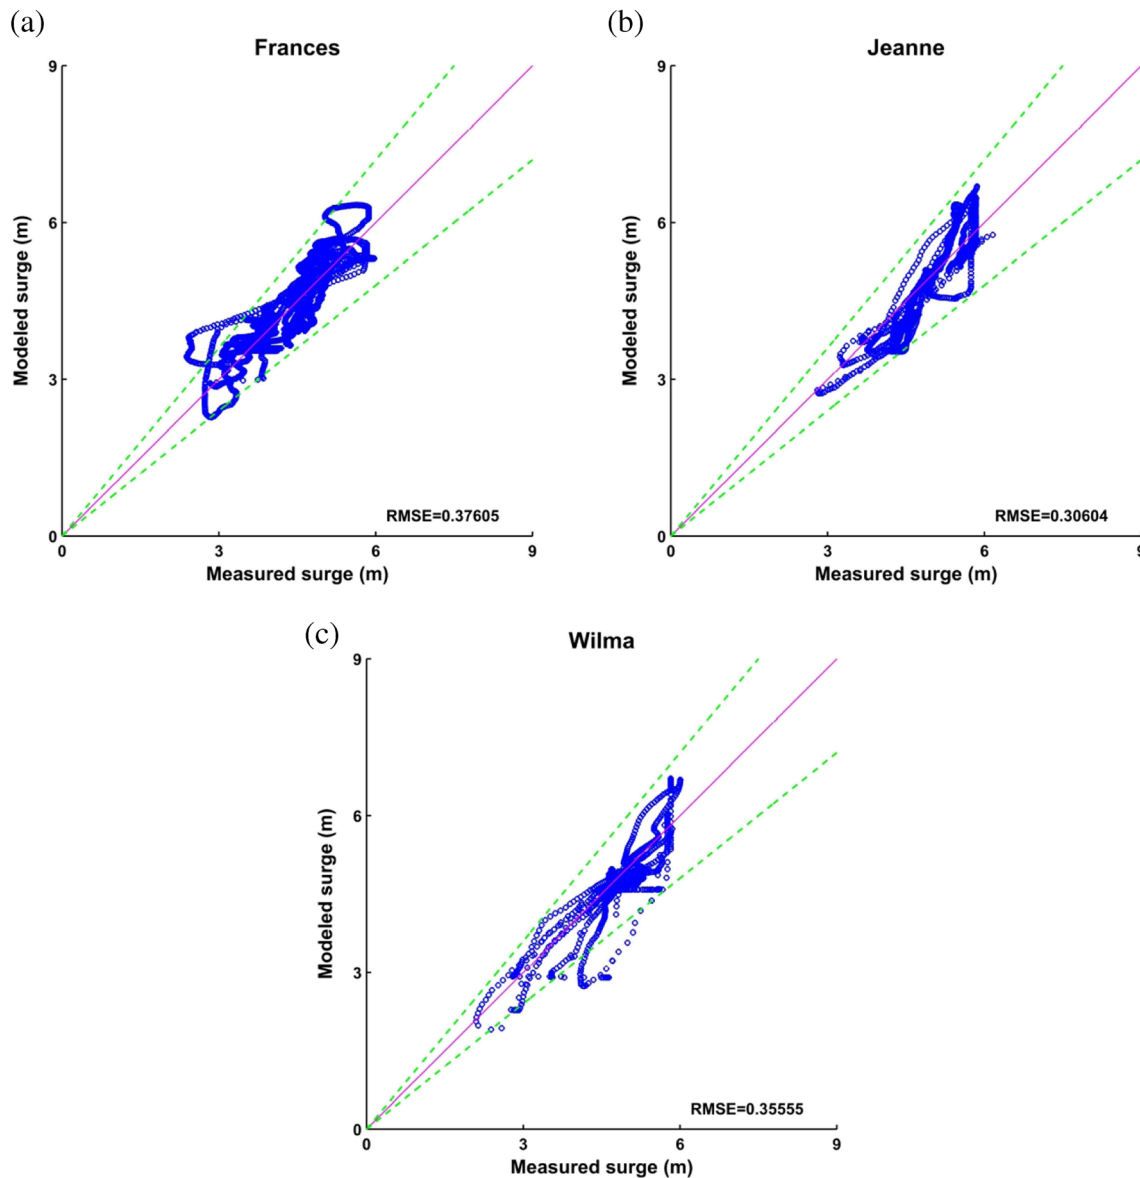 (a)
Frances
9
6
3
0
0 3 6 9
Modeled surge (m)
Measured surge (m)
RMSE=0.37605
(b)
Jeanne
9
6
3
0
0 3 6 9
Modeled surge (m)
Measured surge (m)
RMSE=0.30604
(c)
Wilma
9
6
3
0
0 3 6 9
Modeled surge (m)
Measured surge (m)
RMSE=0.35555